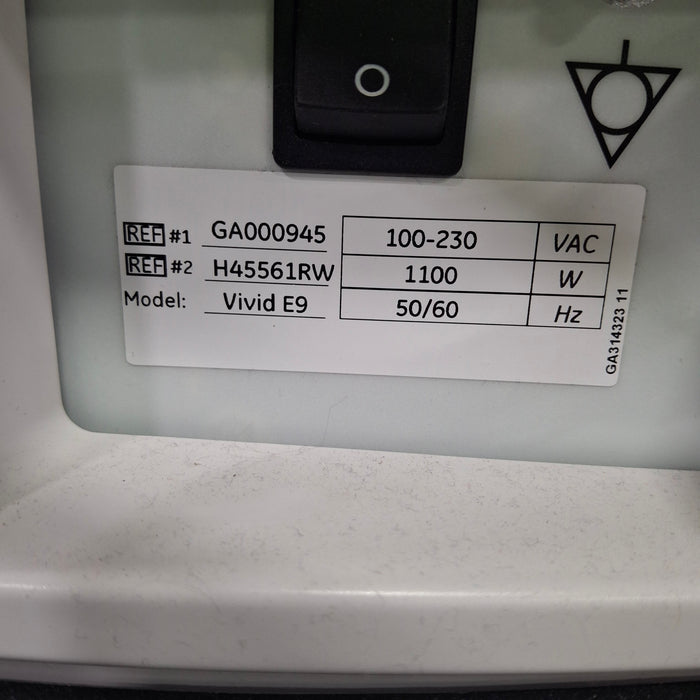 REF #1 GA000945 100-230 VAC
REF #2 H45561RW 1100 W
Model: Vivid E9 50/60 Hz
GA314323 11